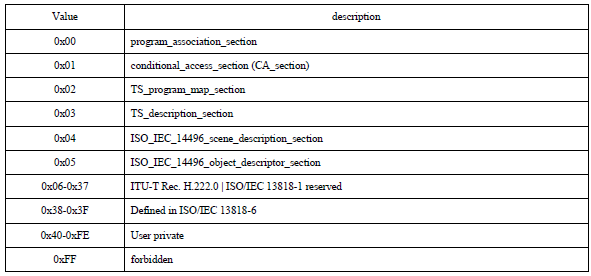 Value description
0x00 program_association_section
0x01 conditional_access_section (CA_section)
0x02 TS_program_map_section
0x03 TS_description_section
0x04 ISO_IEC_14496_scene_description_section
0x05 ISO_IEC_14496_object_descriptor_section
0x06-0x37 ITU-T Rec. H.222.0 | ISO/IEC 13818-1 reserved
0x38-0x3F Defined in ISO/IEC 13818-6
0x40-0xFE User private
0xFF forbidden